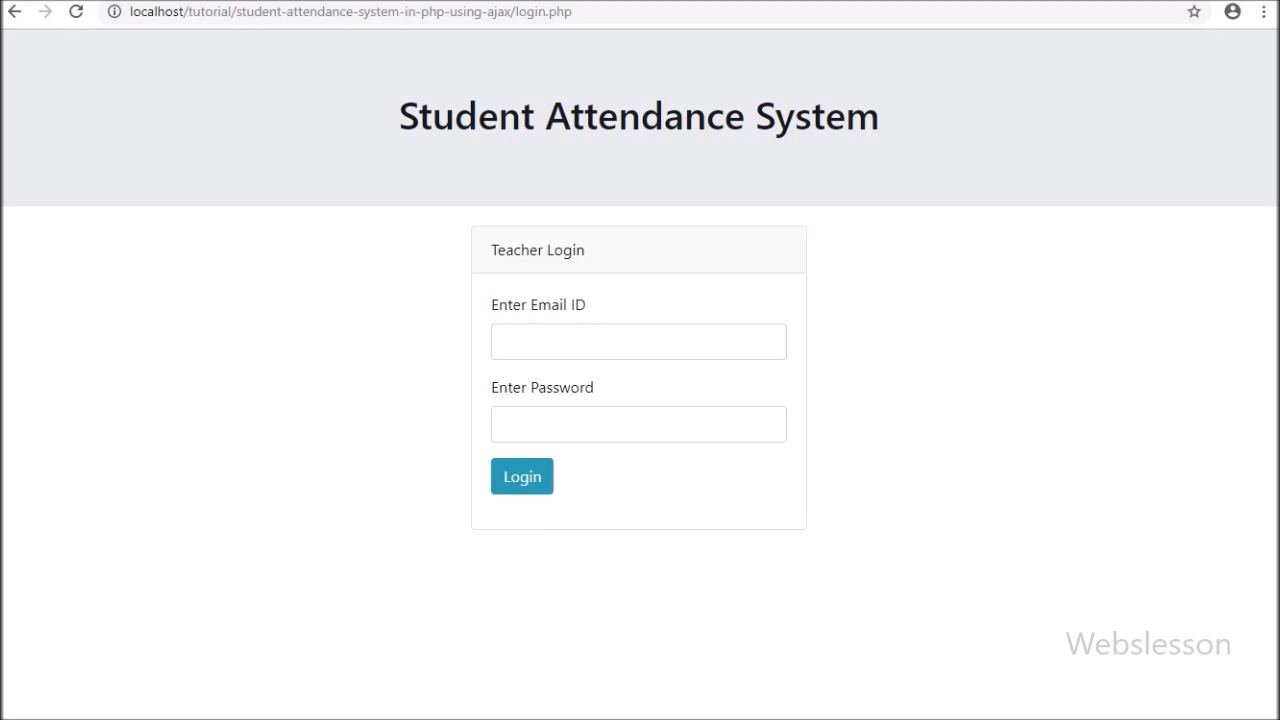 localhost/tutorial/student-attendance-system-in-php-using-ajax/login.php
Student Attendance System
Teacher Login
Enter Email ID
Enter Password
Login
Webslesson